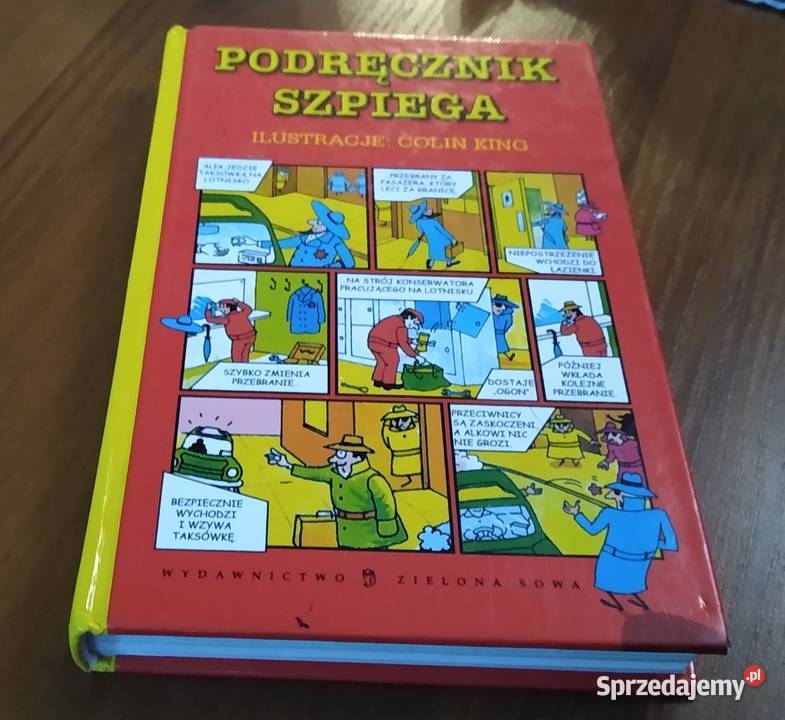 PODRĘCZNIK
SZPIEGA
ILUSTRACJE: COLIN KING
ALEK JEDZIE
TAKSÓWKĄ NA
LOTNISKO
PRZEBRANY ZA
PASAŻERA, KTÓRY
LECI ZA GRANICĘ.
NIEPOSTRZEŻENIE
WCHODZI DO
ŁAZIENKI.
SZYBKO ZMIENIA
PRZEBRANIE...
NA STRÓJ KONSERWATORA
PRACUJĄCEGO NA LOTNISKU.
DOSTAJE
„OGON”
PÓŹNIEJ
WKŁADA
KOLEJNE
PRZEBRANIE.
BEZPIECZNIE
WYCHODZI
I WZYWA
TAKSÓWKĘ.
PRZECIWNICY
SĄ ZASKOCZENI,
A ALKOWI NIC
NIE GROZI.
WYDAWNICTWO ZIELONA SOWA
Sprzedajemy.pl